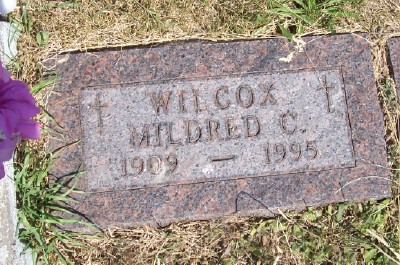 WILCOX
MILDRED C.
1909 — 1995